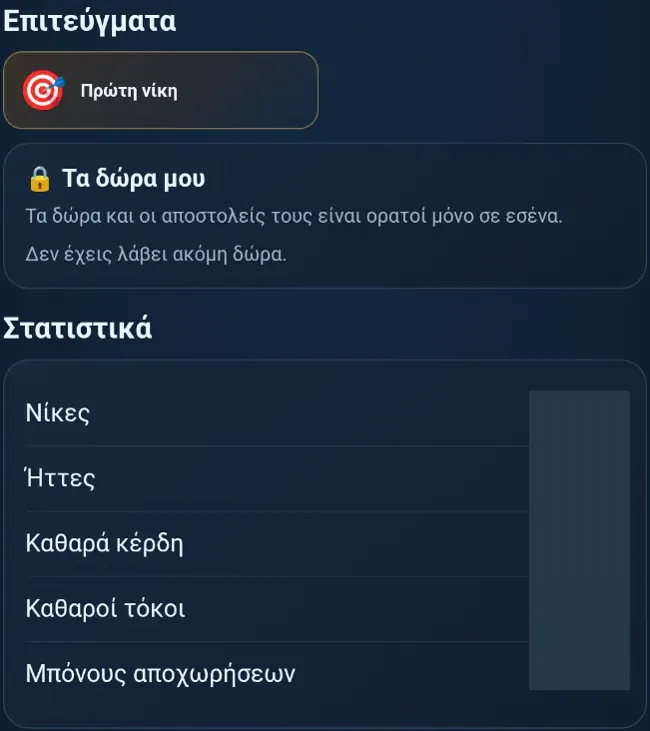 Επιτεύγματα
Πρώτη νίκη
Τα δώρα μου
Τα δώρα και οι αποστολείς τους είναι ορατοί μόνο σε εσένα.
Δεν έχεις λάβει ακόμη δώρα.
Στατιστικά
Νίκες
Ήττες
Καθαρά κέρδη
Καθαροί τόκοι
Μπόνους αποχωρήσεων